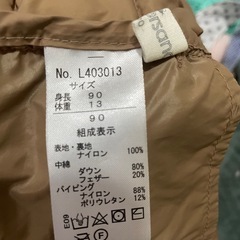 No. L403013
サイズ
身長 90
体重 13
90
組成表示
表地・裏地
ナイロン 100%
中綿
ダウン 80%
フェザー 20%
パイピング
ナイロン 88%
ポリウレタン 12%
E09